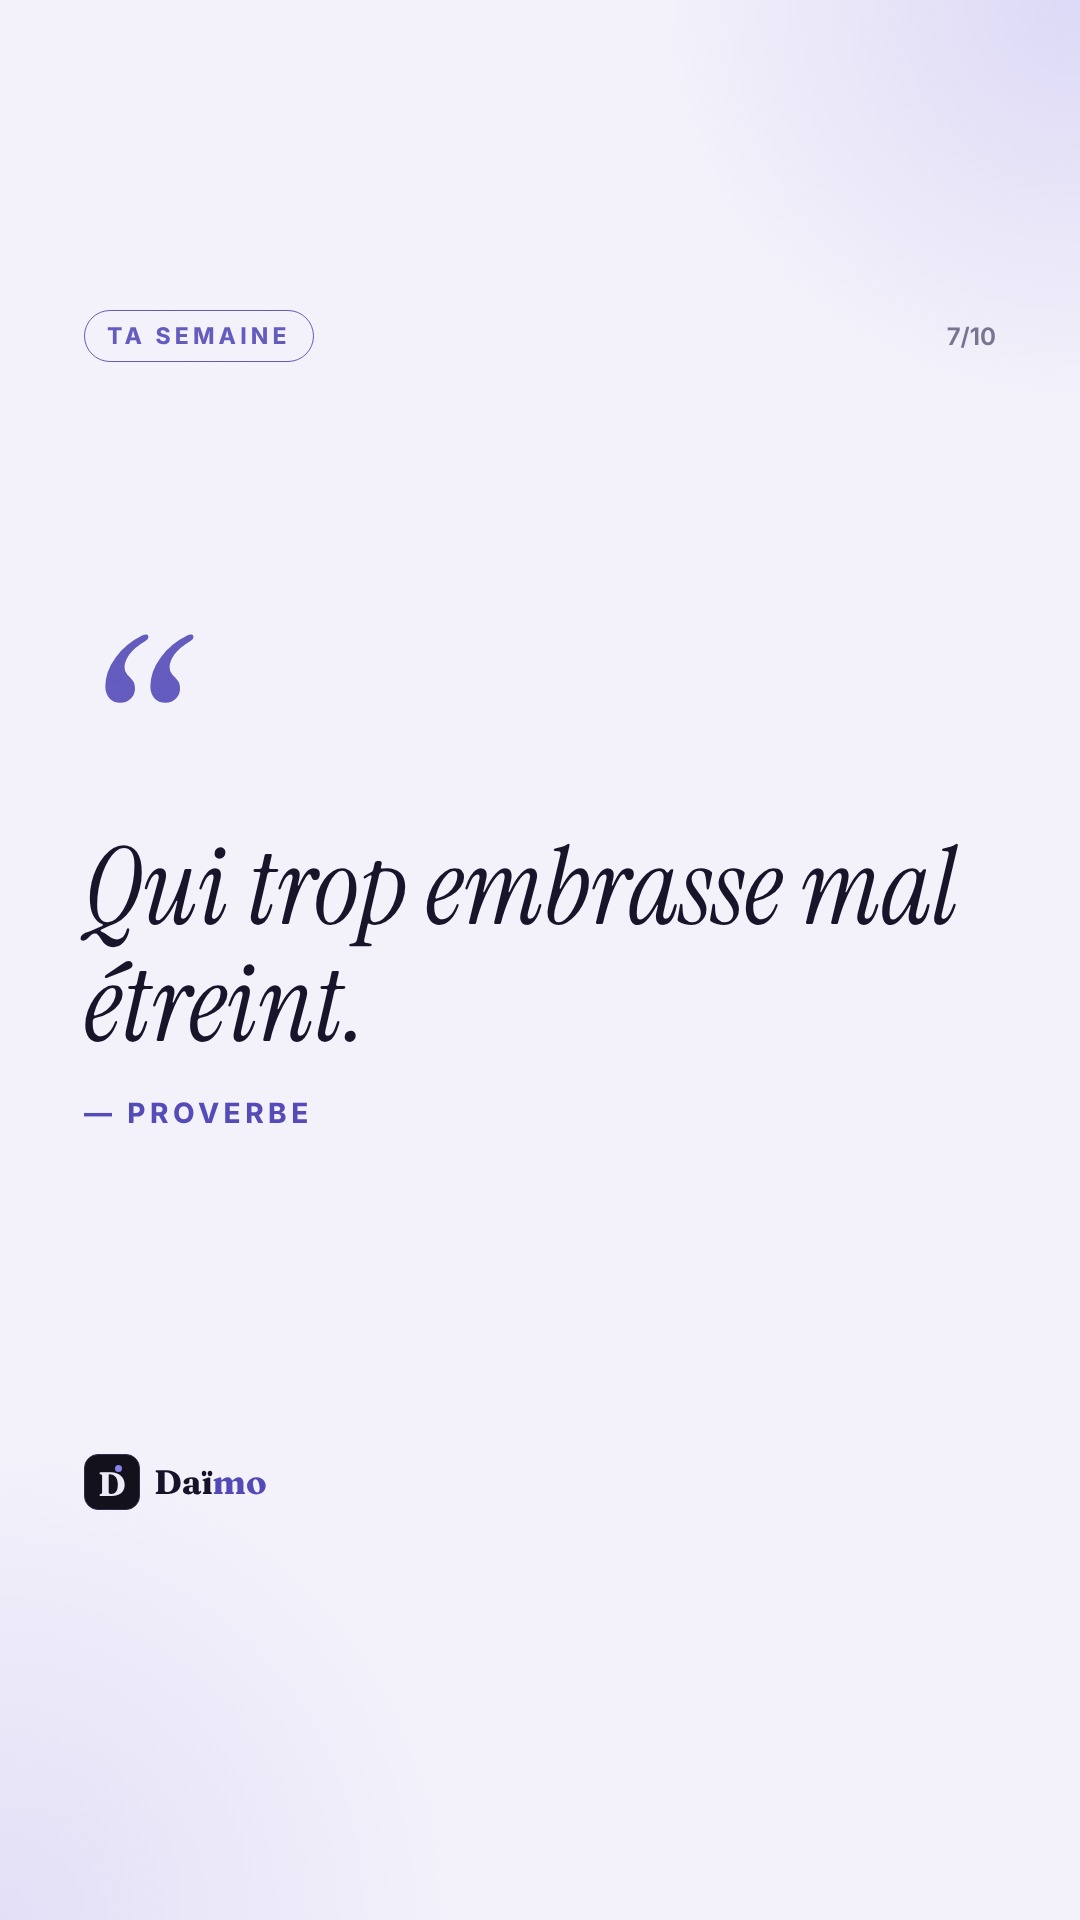 TA SEMAINE
7/10
“
Qui trop embrasse mal
étreint.
— PROVERBE
D Daïmo